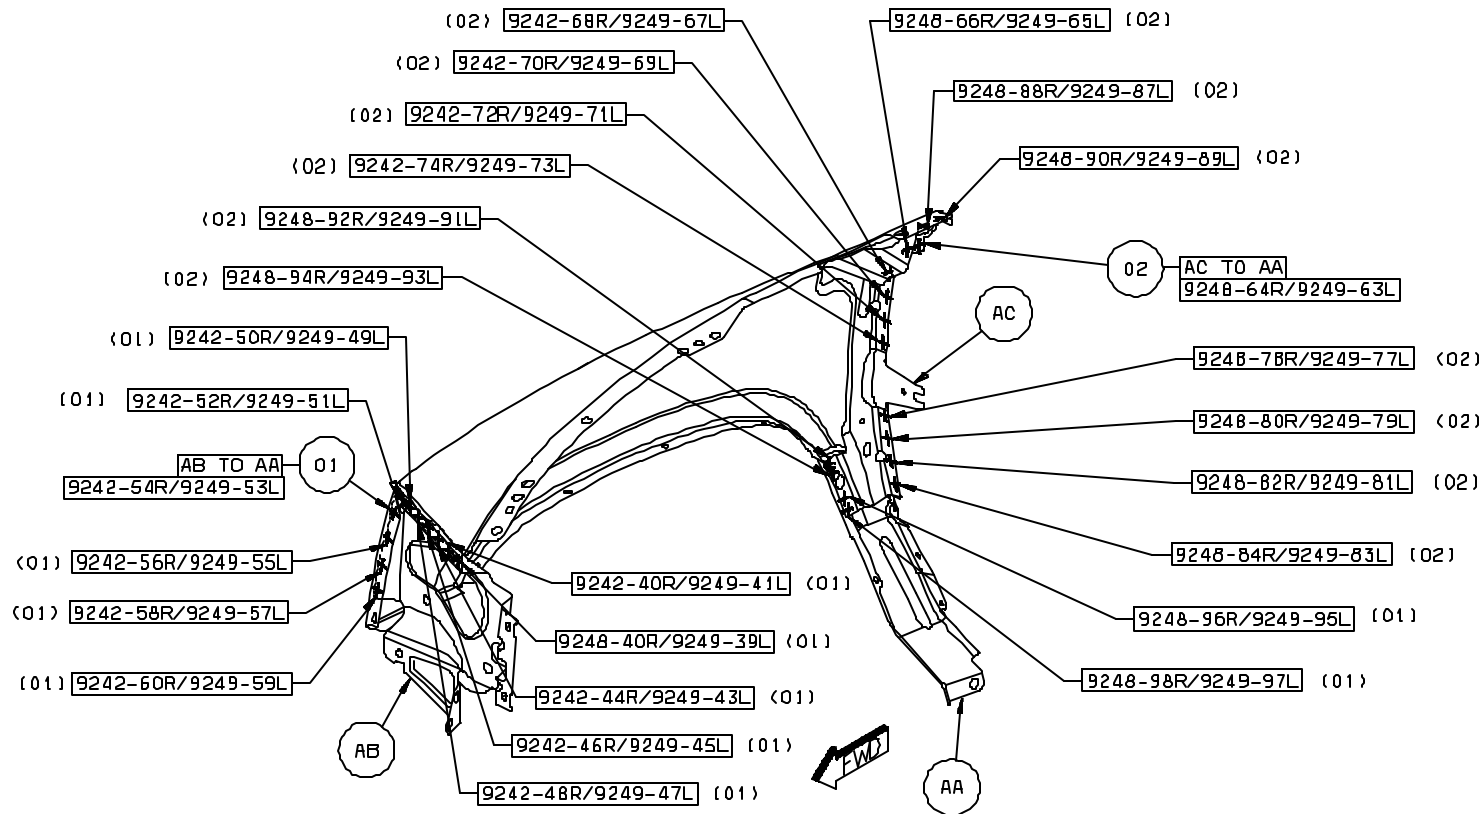 (02) 9242-68R/9249-67L
9248-66R/9249-65L (02)
(02) 9242-70R/9249-69L
9248-88R/9249-87L (02)
(02) 9242-72R/9249-71L
9248-90R/9249-89L (02)
(02) 9242-74R/9249-73L
(02) 9248-92R/9249-91L
02 AC TO AA
9248-64R/9249-63L
(02) 9248-94R/9249-93L
AC
(01) 9242-50R/9249-49L
9248-78R/9249-77L (02)
(01) 9242-52R/9249-51L
9248-80R/9249-79L (02)
AB TO AA 01
9242-54R/9249-53L
9248-82R/9249-81L (02)
9248-84R/9249-83L (02)
(01) 9242-56R/9249-55L
9242-40R/9249-41L (01)
(01) 9242-58R/9249-57L
9248-96R/9249-95L (01)
9248-40R/9249-39L (01)
(01) 9242-60R/9249-59L
9248-98R/9249-97L (01)
9242-44R/9249-43L (01)
9242-46R/9249-45L (01)
AB
FWD
AA
9242-48R/9249-47L (01)